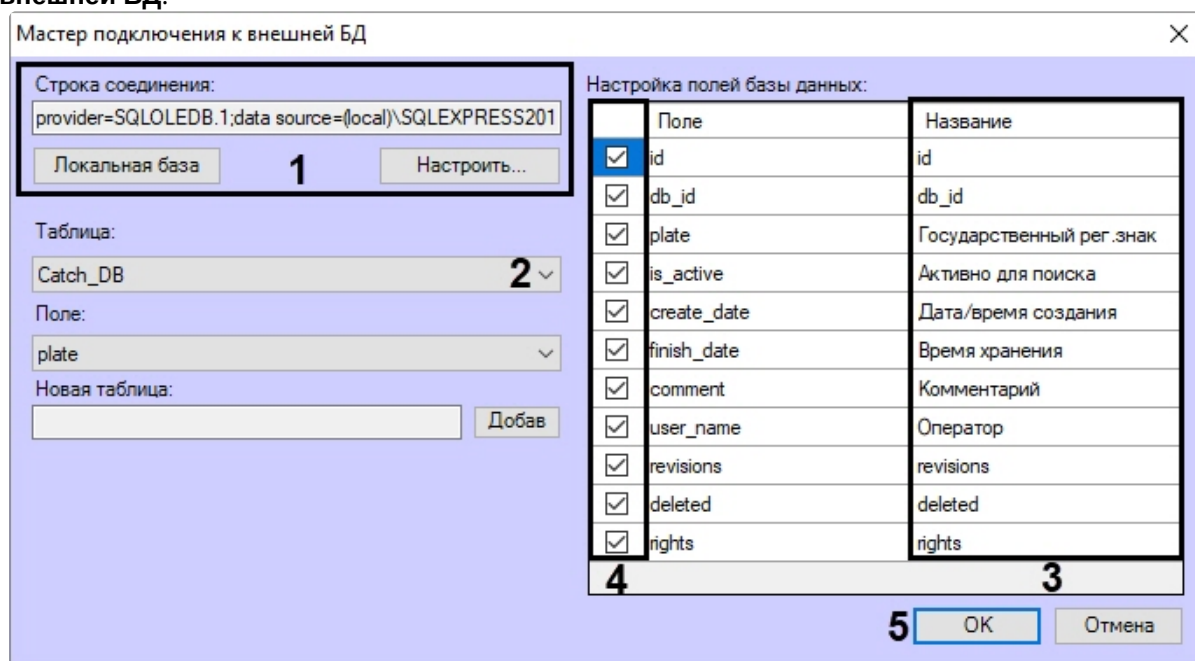 внешней БД.
Мастер подключения к внешней БД
Строка соединения:
provider=SQLOLEDB.1;data source=(local)\SQLEXPRESS201
Локальная база
1
Настроить...
Таблица:
Catch_DB
2
Поле:
plate
Новая таблица:
Добав
Настройка полей базы данных:
Поле Название
id id
db_id db_id
plate Государственный рег.знак
is_active Активно для поиска
create_date Дата/время создания
finish_date Время хранения
comment Комментарий
user_name Оператор
revisions revisions
deleted deleted
rights rights
4 3
5 OK Отмена